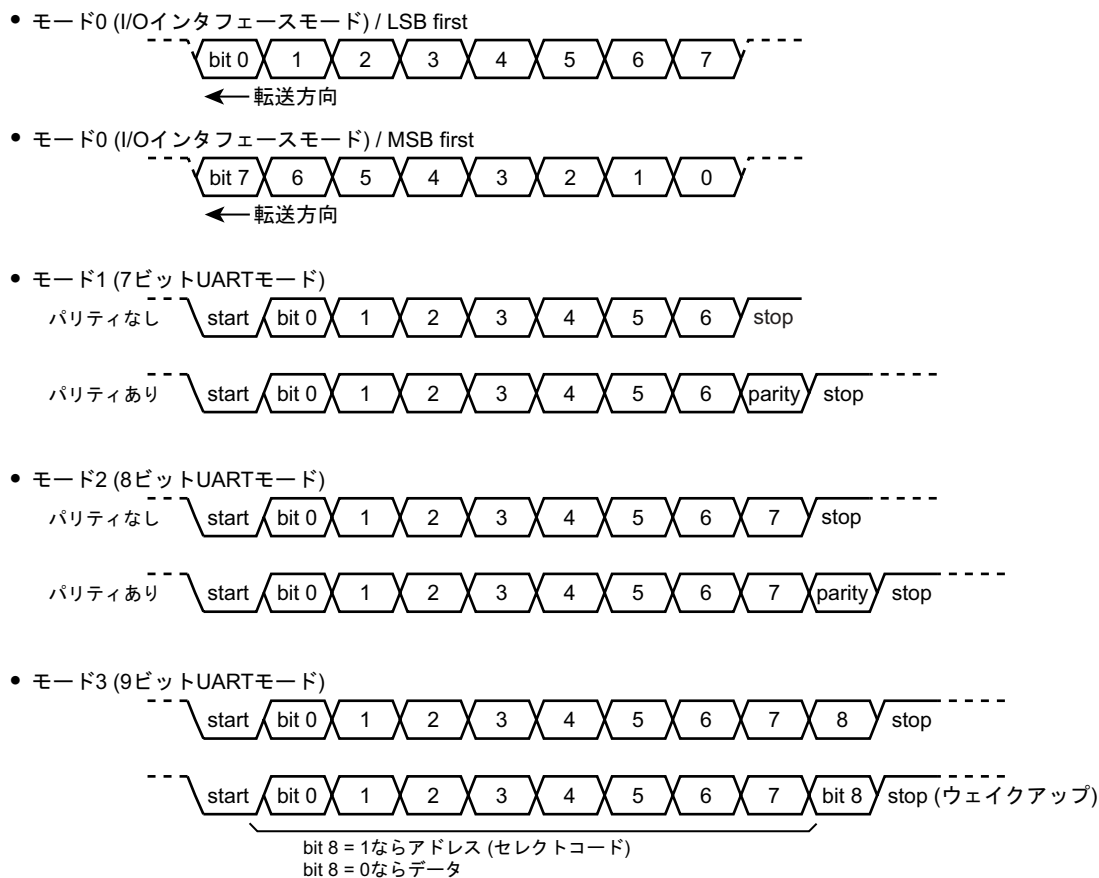 • モード0 (I/Oインタフェースモード) / LSB first
bit 0 1 2 3 4 5 6 7
転送方向
• モード0 (I/Oインタフェースモード) / MSB first
bit 7 6 5 4 3 2 1 0
転送方向
• モード1 (7ビットUARTモード)
パリティなし start bit 0 1 2 3 4 5 6 stop
パリティあり start bit 0 1 2 3 4 5 6 parity stop
• モード2 (8ビットUARTモード)
パリティなし start bit 0 1 2 3 4 5 6 7 stop
パリティあり start bit 0 1 2 3 4 5 6 7 parity stop
• モード3 (9ビットUARTモード)
start bit 0 1 2 3 4 5 6 7 8 stop
start bit 0 1 2 3 4 5 6 7 bit 8 stop (ウェイクアップ)
bit 8 = 1ならアドレス (セレクトコード)
bit 8 = 0ならデータ